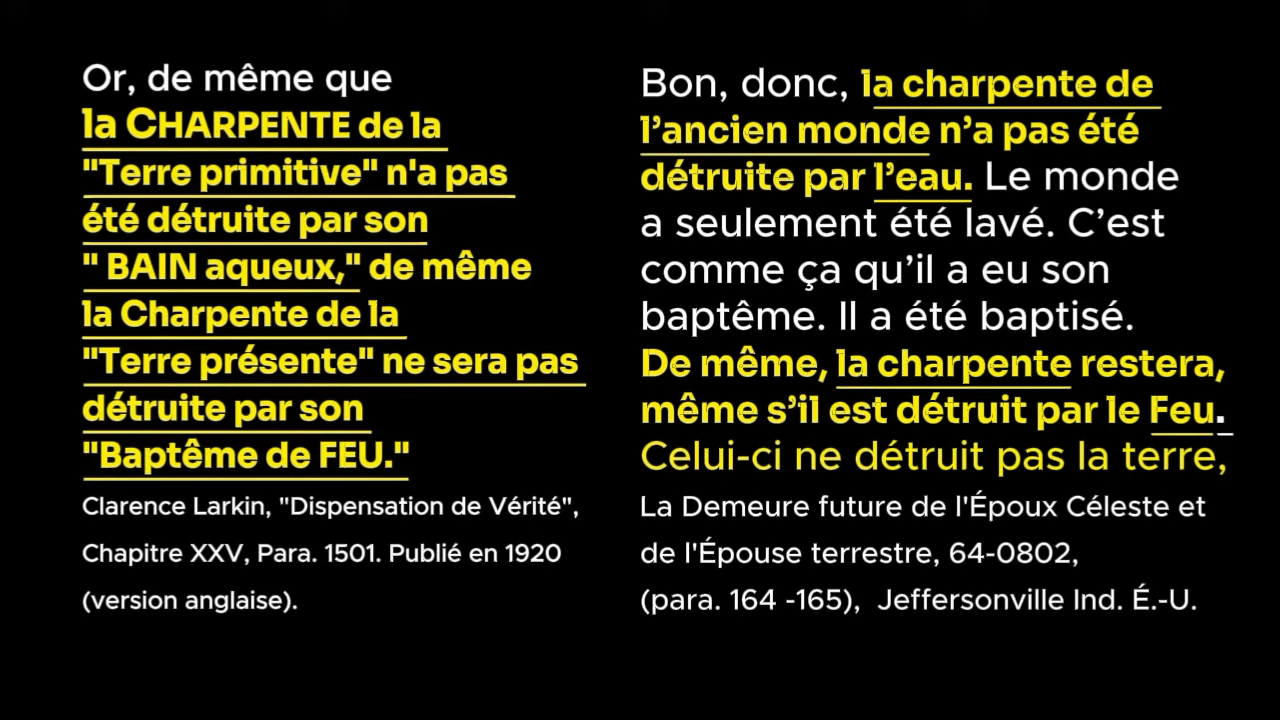 Or, de même que
la CHARPENTE de la
"Terre primitive" n'a pas
été détruite par son
" BAIN aqueux," de même
la Charpente de la
"Terre présente" ne sera pas
détruite par son
"Baptême de FEU."
Clarence Larkin, "Dispensation de Vérité",
Chapitre XXV, Para. 1501. Publié en 1920
(version anglaise).
Bon, donc, la charpente de
l’ancien monde n’a pas été
détruite par l’eau. Le monde
a seulement été lavé. C’est
comme ça qu’il a eu son
baptême. Il a été baptisé.
De même, la charpente restera,
même s’il est détruit par le Feu.
Celui-ci ne détruit pas la terre,
La Demeure future de l'Époux Céleste et
de l'Épouse terrestre, 64-0802,
(para. 164 -165), Jeffersonville Ind. É.-U.